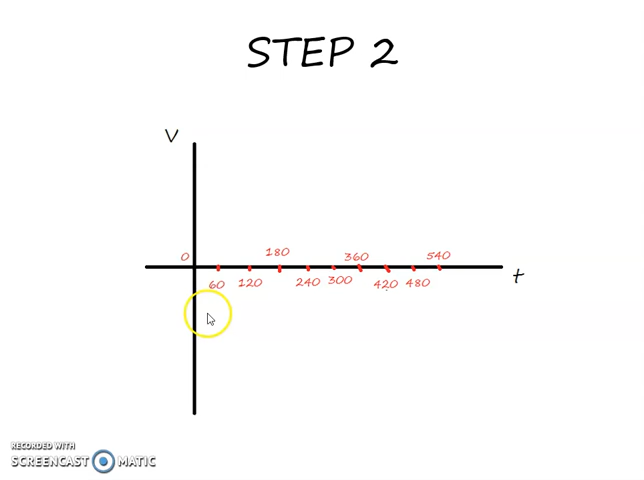 STEP 2
V
0 180 360 540
60 120 240 300 420 480
t
RECORDED WITH
SCREENCAST MATIC